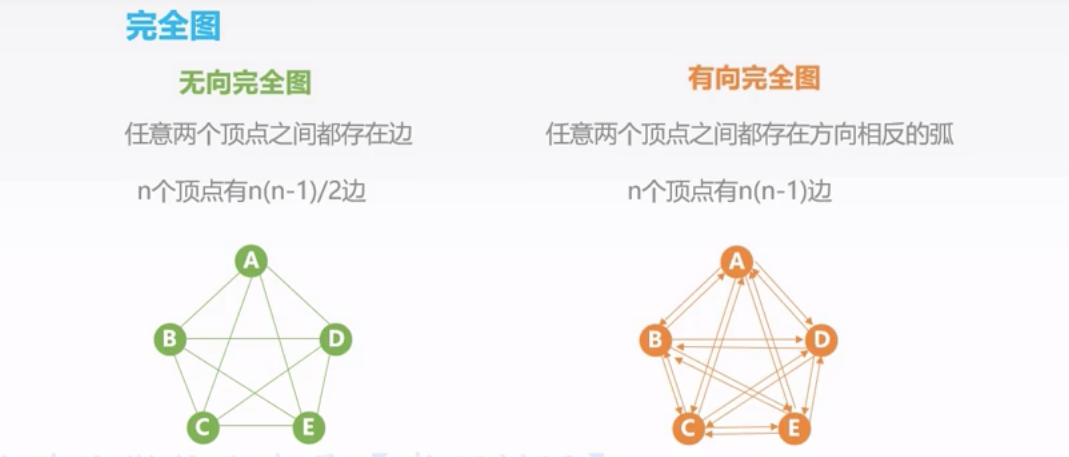 完全图
无向完全图
任意两个顶点之间都存在边
n个顶点有n(n-1)/2边
A
B
D
C
E
有向完全图
任意两个顶点之间都存在方向相反的弧
n个顶点有n(n-1)边
A
B
D
C
E